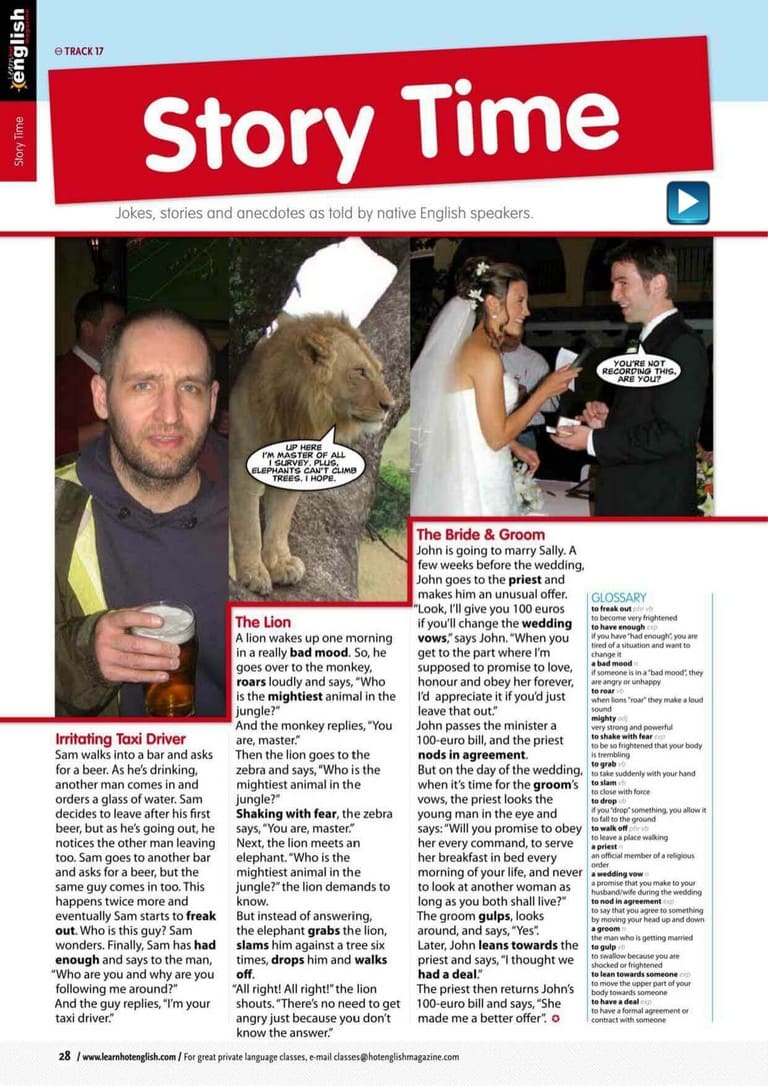 Learn hot
english
magazine
Story Time
TRACK 17
Story Time
Jokes, stories and anecdotes as told by native English speakers.
UP HERE
I'M MASTER OF ALL
I SURVEY. PLUS,
ELEPHANTS CAN'T CLIMB
TREES. I HOPE.
YOU'RE NOT
RECORDING THIS,
ARE YOU?
Irritating Taxi Driver
Sam walks into a bar and asks
for a beer. As he's drinking,
another man comes in and
orders a glass of water. Sam
decides to leave after his first
beer, but as he's going out, he
notices the other man leaving
too. Sam goes to another bar
and asks for a beer, but the
same guy comes in too. This
happens twice more and
eventually Sam starts to freak
out. Who is this guy? Sam
wonders. Finally, Sam has had
enough and says to the man,
"Who are you and why are you
following me around?"
And the guy replies, "I'm your
taxi driver."
The Lion
A lion wakes up one morning
in a really bad mood. So, he
goes over to the monkey,
roars loudly and says, "Who
is the mightiest animal in the
jungle?"
And the monkey replies, "You
are, master."
Then the lion goes to the
zebra and says, "Who is the
mightiest animal in the
jungle?"
Shaking with fear, the zebra
says, "You are, master."
Next, the lion meets an
elephant. "Who is the
mightiest animal in the
jungle?" the lion demands to
know.
But instead of answering,
the elephant grabs the lion,
slams him against a tree six
times, drops him and walks
off.
"All right! All right!" the lion
shouts. "There's no need to get
angry just because you don't
know the answer."
The Bride & Groom
John is going to marry Sally. A
few weeks before the wedding,
John goes to the priest and
makes him an unusual offer.
"Look, I'll give you 100 euros
if you'll change the wedding
vows," says John. "When you
get to the part where I'm
supposed to promise to love,
honour and obey her forever,
I'd appreciate it if you'd just
leave that out."
John passes the minister a
100-euro bill, and the priest
nods in agreement.
But on the day of the wedding,
when it's time for the groom's
vows, the priest looks the
young man in the eye and
says: "Will you promise to obey
her every command, to serve
her breakfast in bed every
morning of your life, and never
to look at another woman as
long as you both shall live?"
The groom gulps, looks
around, and says, "Yes".
Later, John leans towards the
priest and says, "I thought we
had a deal."
The priest then returns John's
100-euro bill and says, "She
made me a better offer".
GLOSSARY
to freak out phr vb
to become very frightened
to have enough exp
if you have "had enough", you are
tired of a situation and want to
change it
a bad mood n
if someone is in a "bad mood", they
are angry or unhappy
to roar vb
when lions "roar" they make a loud
sound
mighty adj
very strong and powerful
to shake with fear exp
to be so frightened that your body
is trembling
to grab vb
to take suddenly with your hand
to slam vb
to close with force
to drop vb
if you "drop" something, you allow it
to fall to the ground
to walk off phr vb
to leave a place walking
a priest n
an official member of a religious
order
a wedding vow n
a promise that you make to your
husband/wife during the wedding
to nod in agreement exp
to say that you agree to something
by moving your head up and down
a groom n
the man who is getting married
to gulp vb
to swallow because you are
shocked or frightened
to lean towards someone exp
to move the upper part of your
body towards someone
to have a deal exp
to have a formal agreement or
contract with someone
28 / www.learnhotenglish.com / For great private language classes, e-mail classes@hotenglishmagazine.com